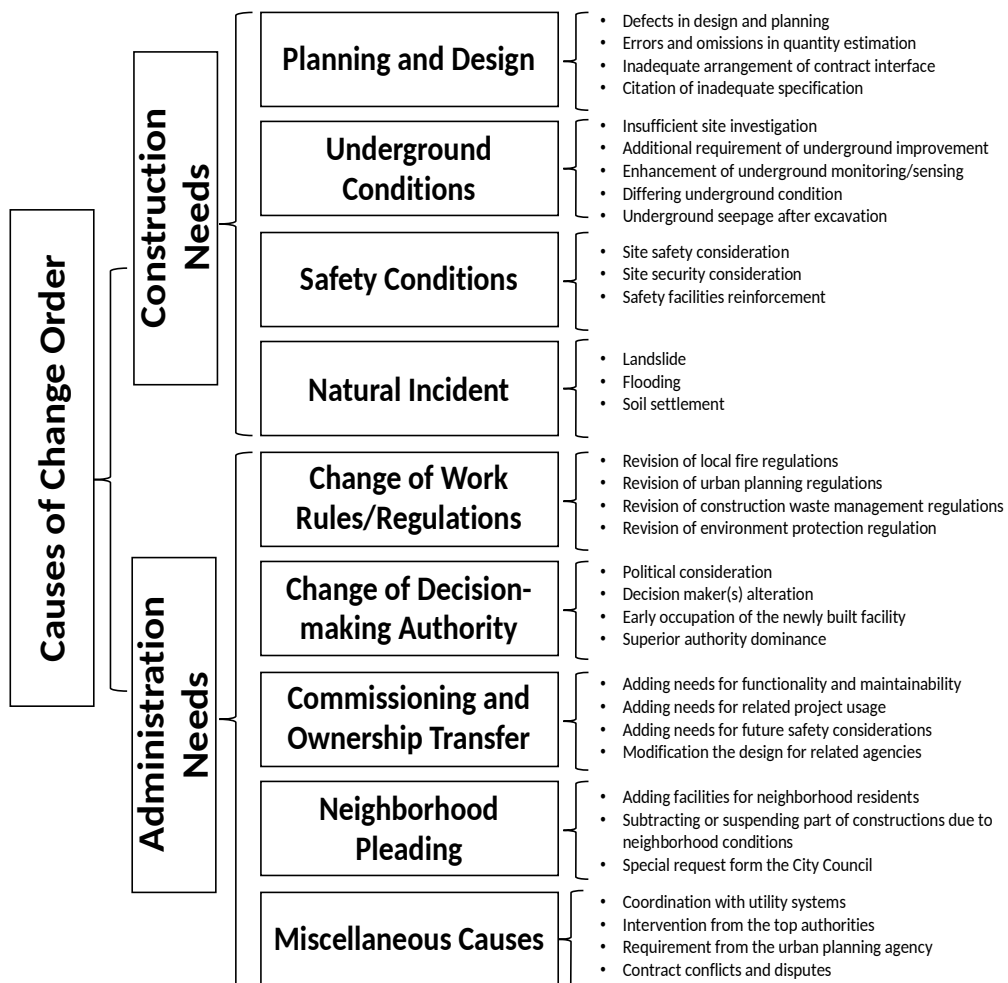 Causes of Change Order
Construction
Needs
Planning and Design
• Defects in design and planning
• Errors and omissions in quantity estimation
• Inadequate arrangement of contract interface
• Citation of inadequate specification
Underground
Conditions
• Insufficient site investigation
• Additional requirement of underground improvement
• Enhancement of underground monitoring/sensing
• Differing underground condition
• Underground seepage after excavation
Safety Conditions
• Site safety consideration
• Site security consideration
• Safety facilities reinforcement
Natural Incident
• Landslide
• Flooding
• Soil settlement
Administration
Needs
Change of Work
Rules/Regulations
• Revision of local fire regulations
• Revision of urban planning regulations
• Revision of construction waste management regulations
• Revision of environment protection regulation
Change of Decision-
making Authority
• Political consideration
• Decision maker(s) alteration
• Early occupation of the newly built facility
• Superior authority dominance
Commissioning and
Ownership Transfer
• Adding needs for functionality and maintainability
• Adding needs for related project usage
• Adding needs for future safety considerations
• Modification the design for related agencies
Neighborhood
Pleading
• Adding facilities for neighborhood residents
• Subtracting or suspending part of constructions due to
neighborhood conditions
• Special request form the City Council
Miscellaneous Causes
• Coordination with utility systems
• Intervention from the top authorities
• Requirement from the urban planning agency
• Contract conflicts and disputes